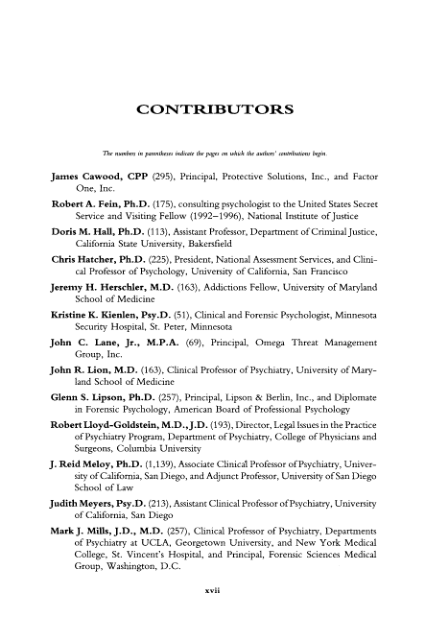 CONTRIBUTORS
The numbers in parentheses indicate the pages on which the authors' contributions begin.
James Cawood, CPP (295), Principal, Protective Solutions, Inc., and Factor
One, Inc.
Robert A. Fein, Ph.D. (175), consulting psychologist to the United States Secret
Service and Visiting Fellow (1992–1996), National Institute of Justice
Doris M. Hall, Ph.D. (113), Assistant Professor, Department of Criminal Justice,
California State University, Bakersfield
Chris Hatcher, Ph.D. (225), President, National Assessment Services, and Clini-
cal Professor of Psychology, University of California, San Francisco
Jeremy H. Herschler, M.D. (163), Addictions Fellow, University of Maryland
School of Medicine
Kristine K. Kienlen, Psy.D. (51), Clinical and Forensic Psychologist, Minnesota
Security Hospital, St. Peter, Minnesota
John C. Lane, Jr., M.P.A. (69), Principal, Omega Threat Management
Group, Inc.
John R. Lion, M.D. (163), Clinical Professor of Psychiatry, University of Mary-
land School of Medicine
Glenn S. Lipson, Ph.D. (257), Principal, Lipson & Berlin, Inc., and Diplomate
in Forensic Psychology, American Board of Professional Psychology
Robert Lloyd-Goldstein, M.D., J.D. (193), Director, Legal Issues in the Practice
of Psychiatry Program, Department of Psychiatry, College of Physicians and
Surgeons, Columbia University
J. Reid Meloy, Ph.D. (1,139), Associate Clinical Professor of Psychiatry, Univer-
sity of California, San Diego, and Adjunct Professor, University of San Diego
School of Law
Judith Meyers, Psy.D. (213), Assistant Clinical Professor of Psychiatry, University
of California, San Diego
Mark J. Mills, J.D., M.D. (257), Clinical Professor of Psychiatry, Departments
of Psychiatry at UCLA, Georgetown University, and New York Medical
College, St. Vincent's Hospital, and Principal, Forensic Sciences Medical
Group, Washington, D.C.
xvii